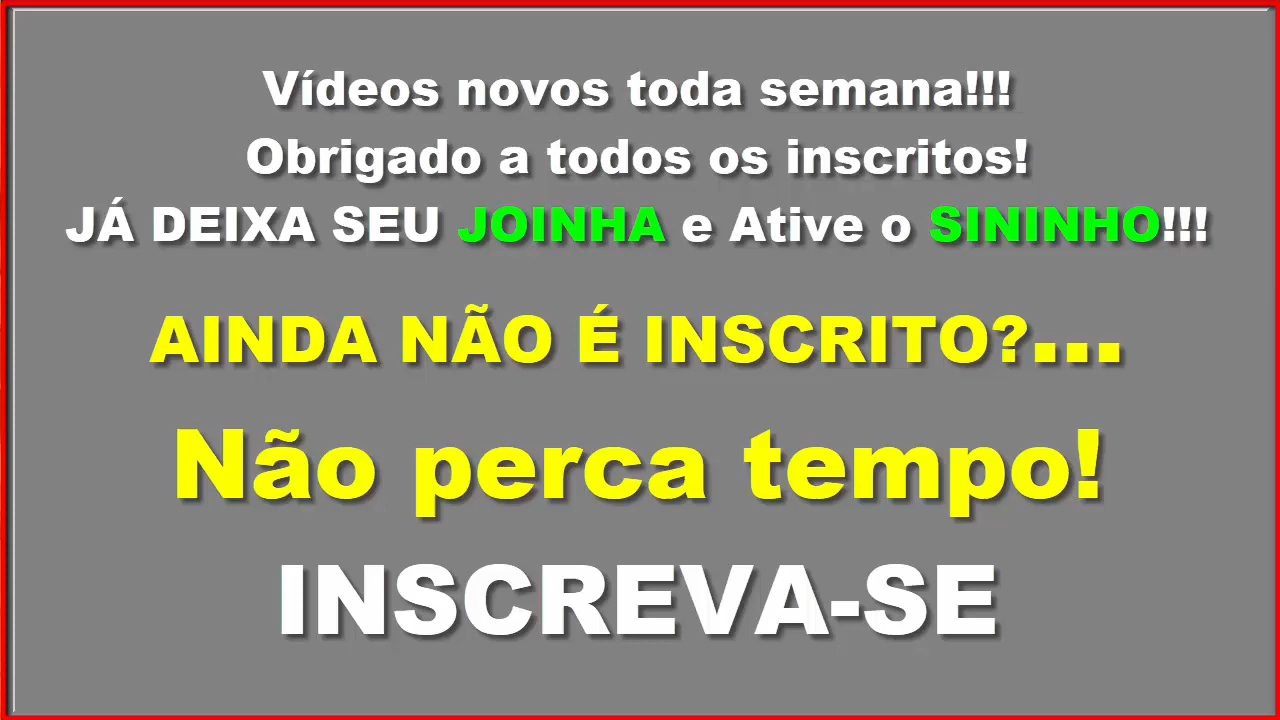 Vídeos novos toda semana!!!
Obrigado a todos os inscritos!
JÁ DEIXA SEU JOINHA e Ative o SININHO!!!
AINDA NÃO É INSCRITO?...
Não perca tempo!
INSCREVA-SE